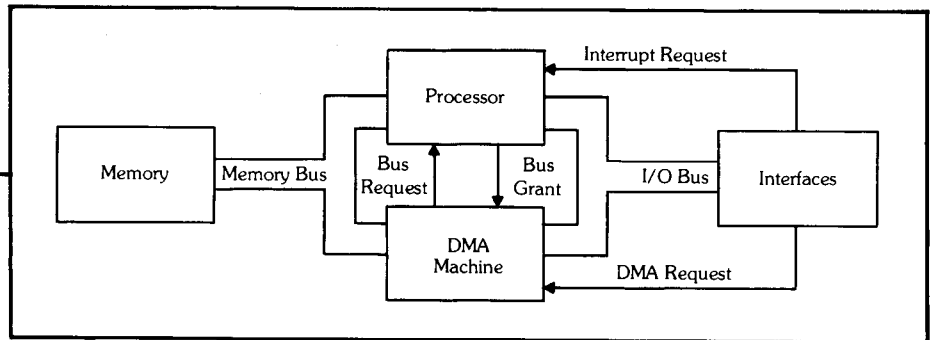 Interrupt Request
Processor
Memory
Memory Bus
Bus
Request
Bus
Grant
I/O Bus
Interfaces
DMA
Machine
DMA Request